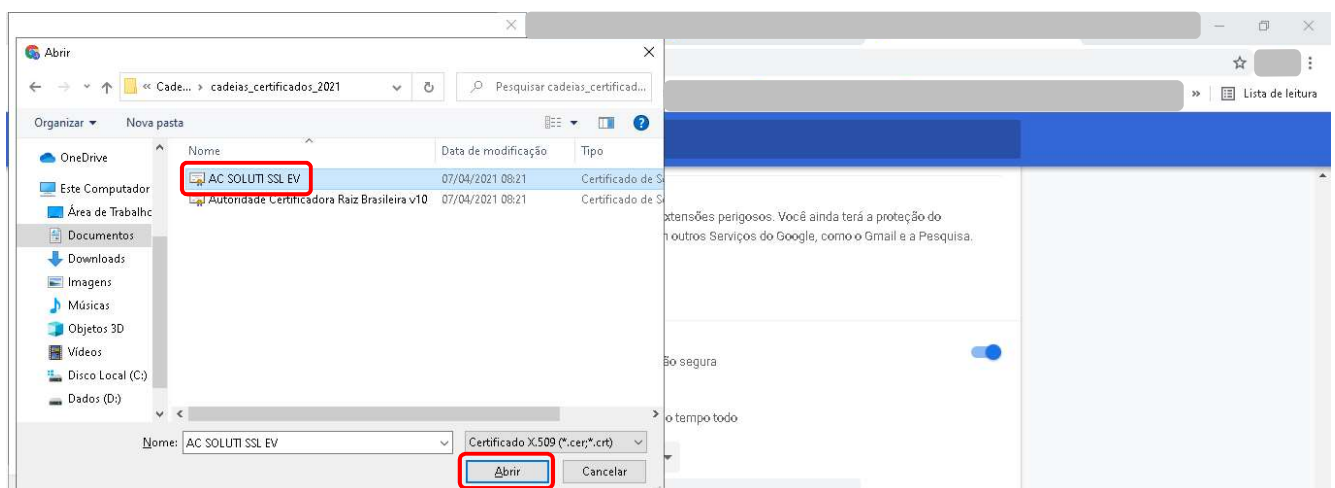 Abrir
« Cade... > cadeias_certificados_2021
Pesquisar cadeias_certificad...
» Lista de leitura
Organizar Nova pasta
Nome Data de modificação Tipo
OneDrive
Este Computador
Área de Trabalho
Documentos
Downloads
Imagens
Músicas
Objetos 3D
Vídeos
Disco Local (C:)
Dados (D:)
AC SOLUTI SSL EV 07/04/2021 08:21 Certificado de S
Autoridade Certificadora Raiz Brasileira v10 07/04/2021 08:21 Certificado de S
Nome: AC SOLUTI SSL EV Certificado X.509 (*.cer;*.crt)
Abrir Cancelar
xtensões perigosos. Você ainda terá a proteção do
outros Serviços do Google, como o Gmail e a Pesquisa.
ão segura
o tempo todo